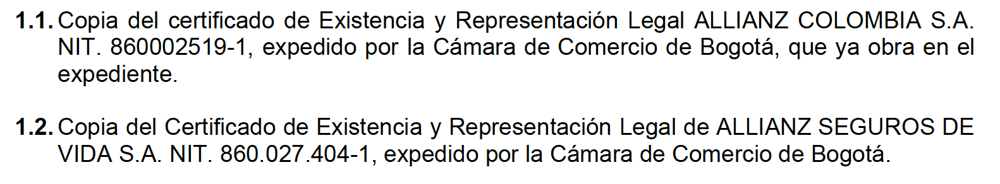 1.1. Copia del certificado de Existencia y Representación Legal ALLIANZ COLOMBIA S.A.
NIT. 860002519-1, expedido por la Cámara de Comercio de Bogotá, que ya obra en el
expediente.
1.2. Copia del Certificado de Existencia y Representación Legal de ALLIANZ SEGUROS DE
VIDA S.A. NIT. 860.027.404-1, expedido por la Cámara de Comercio de Bogotá.